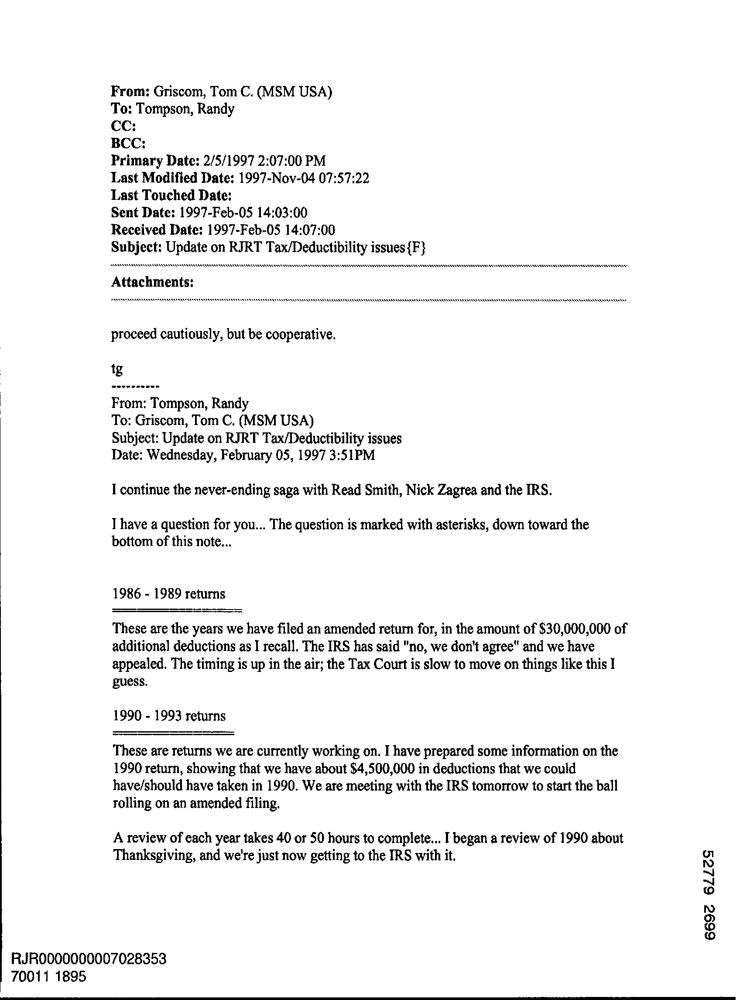 From: Griscom, Tom C. (MSM USA)
To: Tompson, Randy
CC:
BCC:
Primary Date: 2/5/1997 2:07:00 PM
Last Modified Date: 1997-Nov-04 07:57:22
Last Touched Date:
Sent Date: 1997-Feb-05 14:03:00
Received Date: 1997-Feb-05 14:07:00
Subject: Update on RJRT Tax/Deductibility issues{F}
Attachments:
proceed cautiously, but be cooperative.
tg
----------
From: Tompson, Randy
To: Griscom, Tom C. (MSM USA)
Subject: Update on RJRT Tax/Deductibility issues
Date: Wednesday, February 05, 1997 3:51PM
I continue the never-ending saga with Read Smith, Nick Zagrea and the IRS.
I have a question for you... The question is marked with asterisks, down toward the
bottom of this note...
1986 - 1989 returns
These are the years we have filed an amended return for, in the amount of $30,000,000 of
additional deductions as I recall. The IRS has said "no, we don't agree" and we have
appealed. The timing is up in the air; the Tax Court is slow to move on things like this I
guess.
1990 - 1993 returns
These are returns we are currently working on. I have prepared some information on the
1990 return, showing that we have about $4,500,000 in deductions that we could
have/should have taken in 1990. We are meeting with the IRS tomorrow to start the ball
rolling on an amended filing.
A review of each year takes 40 or 50 hours to complete... I began a review of 1990 about
Thanksgiving, and we're just now getting to the IRS with it.
52779 2699
RJR0000000007028353
70011 1895